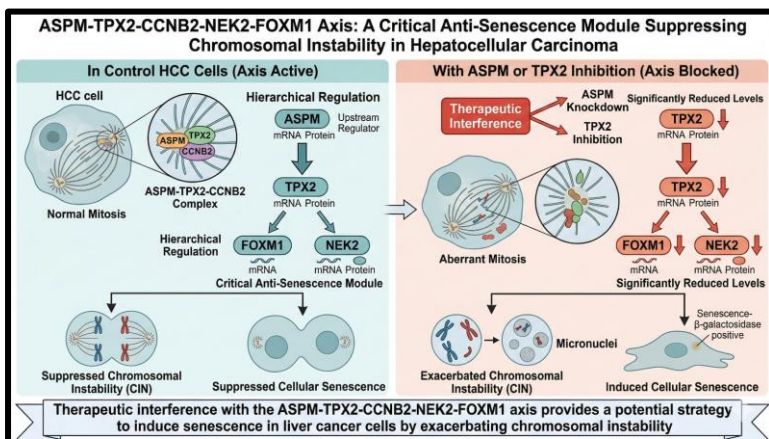 ASPM-TPX2-CCNB2-NEK2-FOXM1 Axis: A Critical Anti-Senescence Module Suppressing
Chromosomal Instability in Hepatocellular Carcinoma
In Control HCC Cells (Axis Active)
HCC cell
Normal Mitosis
ASPM
TPX2
CCNB2
ASPM-TPX2-CCNB2
Complex
Hierarchical Regulation
ASPM
mRNA Protein
Upstream
Regulator
TPX2
mRNA Protein
Hierarchical
Regulation
FOXM1
NEK2
mRNA
mRNA Protein
Critical Anti-Senescence Module
Suppressed Chromosomal
Instability (CIN)
Suppressed Cellular Senescence
With ASPM or TPX2 Inhibition (Axis Blocked)
Therapeutic
Interference
ASPM
Knockdown
TPX2
Inhibition
Significantly Reduced Levels
TPX2
mRNA Protein
Aberrant Mitosis
TPX2
mRNA Protein
FOXM1
NEK2
mRNA
mRNA Protein
Significantly Reduced Levels
Micronuclei
Exacerbated Chromosomal
Instability (CIN)
Senescence-
β-galactosidase
positive
Induced Cellular Senescence
Therapeutic interference with the ASPM-TPX2-CCNB2-NEK2-FOXM1 axis provides a potential strategy
to induce senescence in liver cancer cells by exacerbating chromosomal instability